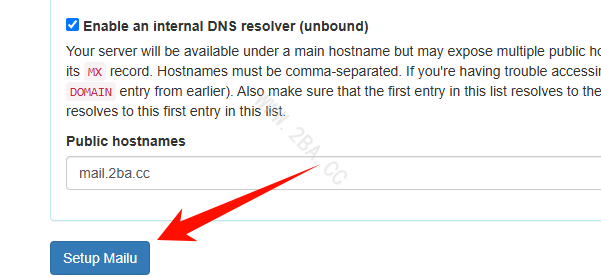 Enable an internal DNS resolver (unbound)
Your server will be available under a main hostname but may expose multiple public
its MX record. Hostnames must be comma-separated. If you're having trouble
DOMAIN entry from earlier). Also make sure that the first entry in this list resolves to the
resolves to this first entry in this list.
WWW.2BA.CC
Public hostnames
mail.2ba.cc
Setup Mailu